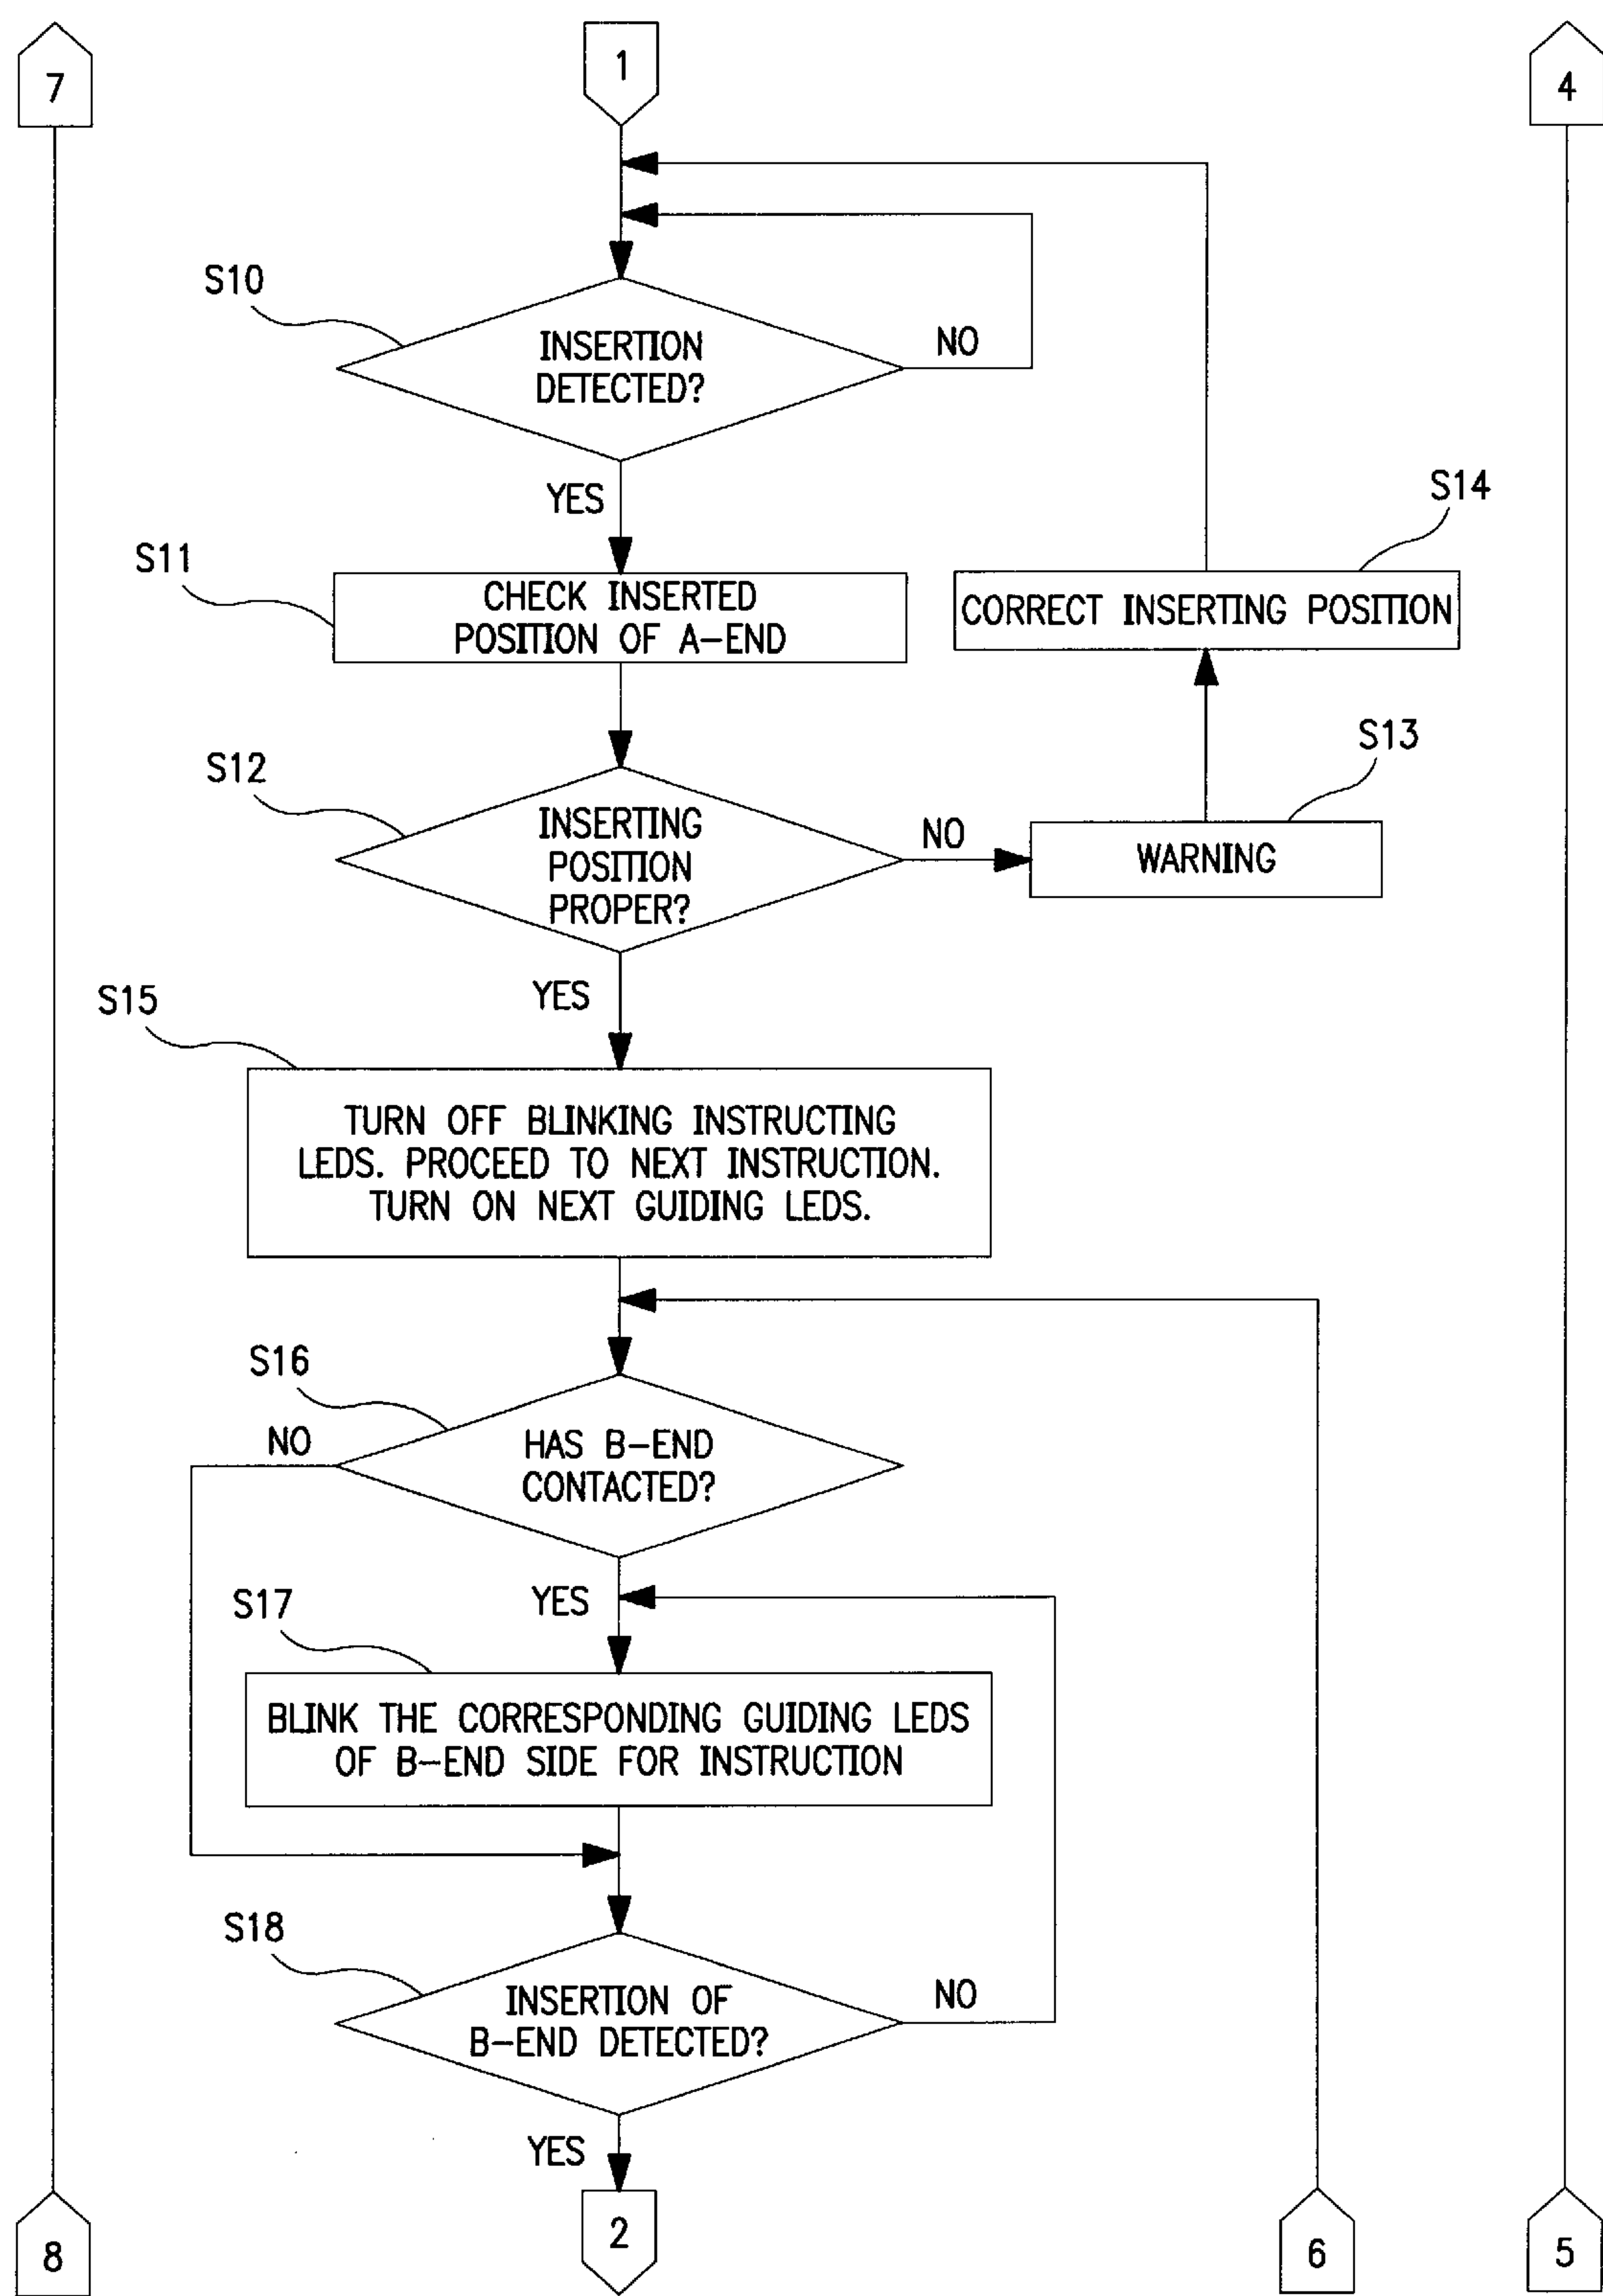 7
1
4
S10
INSERTION
DETECTED?
NO
YES
S11
CHECK INSERTED
POSITION OF A-END
S14
CORRECT INSERTING POSITION
S12
INSERTING
POSITION
PROPER?
NO
S13
WARNING
YES
S15
TURN OFF BLINKING INSTRUCTING
LEDS. PROCEED TO NEXT INSTRUCTION.
TURN ON NEXT GUIDING LEDS.
S16
NO
HAS B-END
CONTACTED?
YES
S17
BLINK THE CORRESPONDING GUIDING LEDS
OF B-END SIDE FOR INSTRUCTION
S18
INSERTION OF
B-END DETECTED?
NO
YES
8
2
6
5